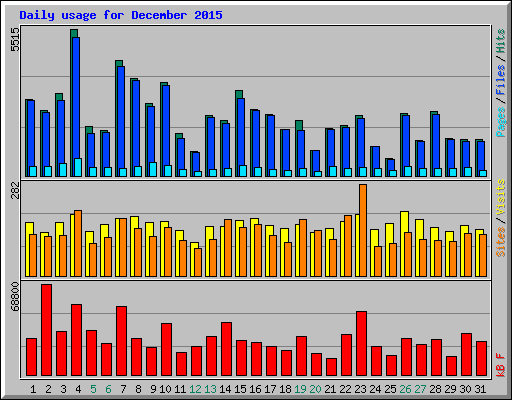 Daily usage for December 2015
5515
Pages / Files / Hits
282
Sites / Visits
68800
kB F
1 2 3 4 5 6 7 8 9 10 11 12 13 14 15 16 17 18 19 20 21 22 23 24 25 26 27 28 29 30 31